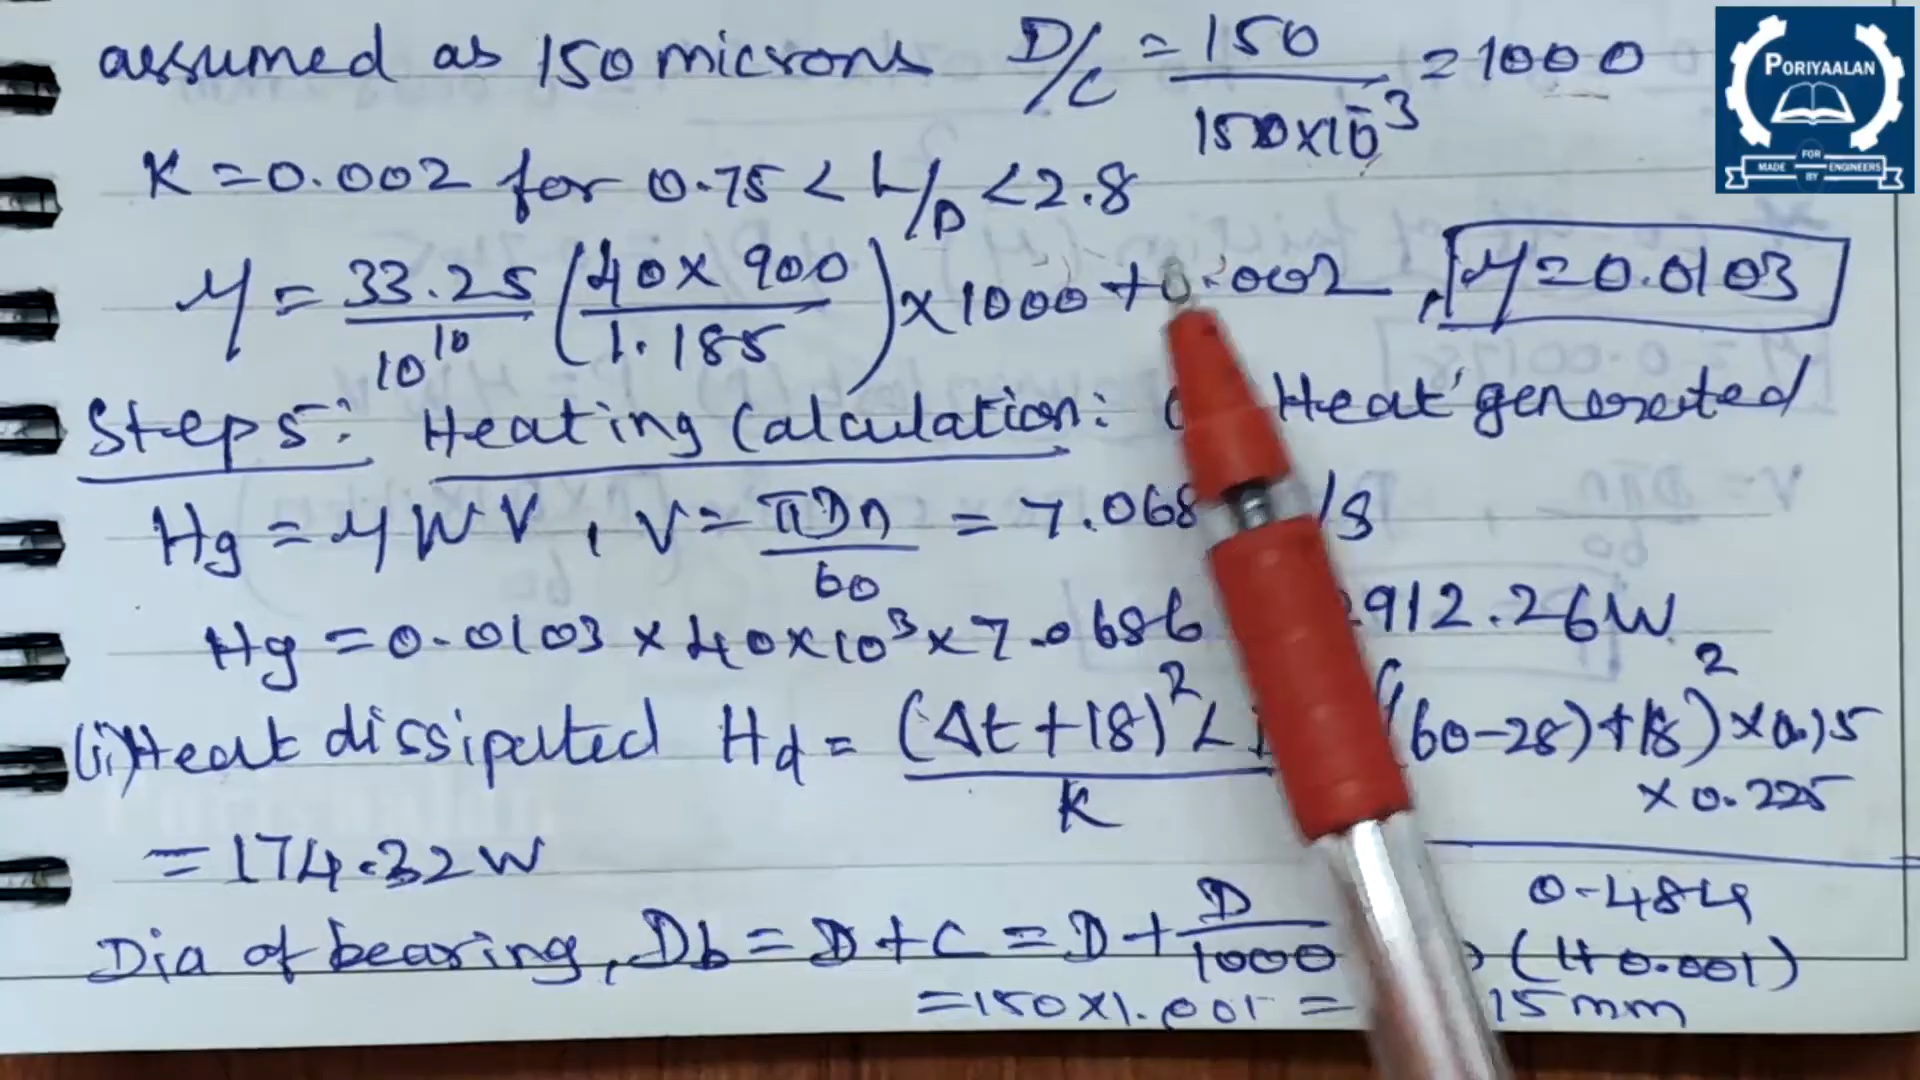 assumed as 150 microns D/C = 150 / 150×10⁻³ = 1000
K = 0.002 for 0.75 < L/D < 2.8
μ = 33.25 / 10¹⁰ (40 × 900 / 1.185) × 1000 + 0.002, μ = 0.0103
Step 5: Heating Calculation: Heat generated
Hg = μWV, V = πDn / 60 = 7.068 /s
Hg = 0.0103 × 40×10³ × 7.0686 2912.26W
(ii) Heat dissipated Hd = (Δt + 18)² L / K (60-28)+18)² × 0.15 × 0.225
= 174.32W 0.484
Dia of bearing, Db = D + C = D + D / 1000 (1+0.001)
= 150×1.001 = 15mm
PORIYAALAN
MADE FOR BY ENGINEERS